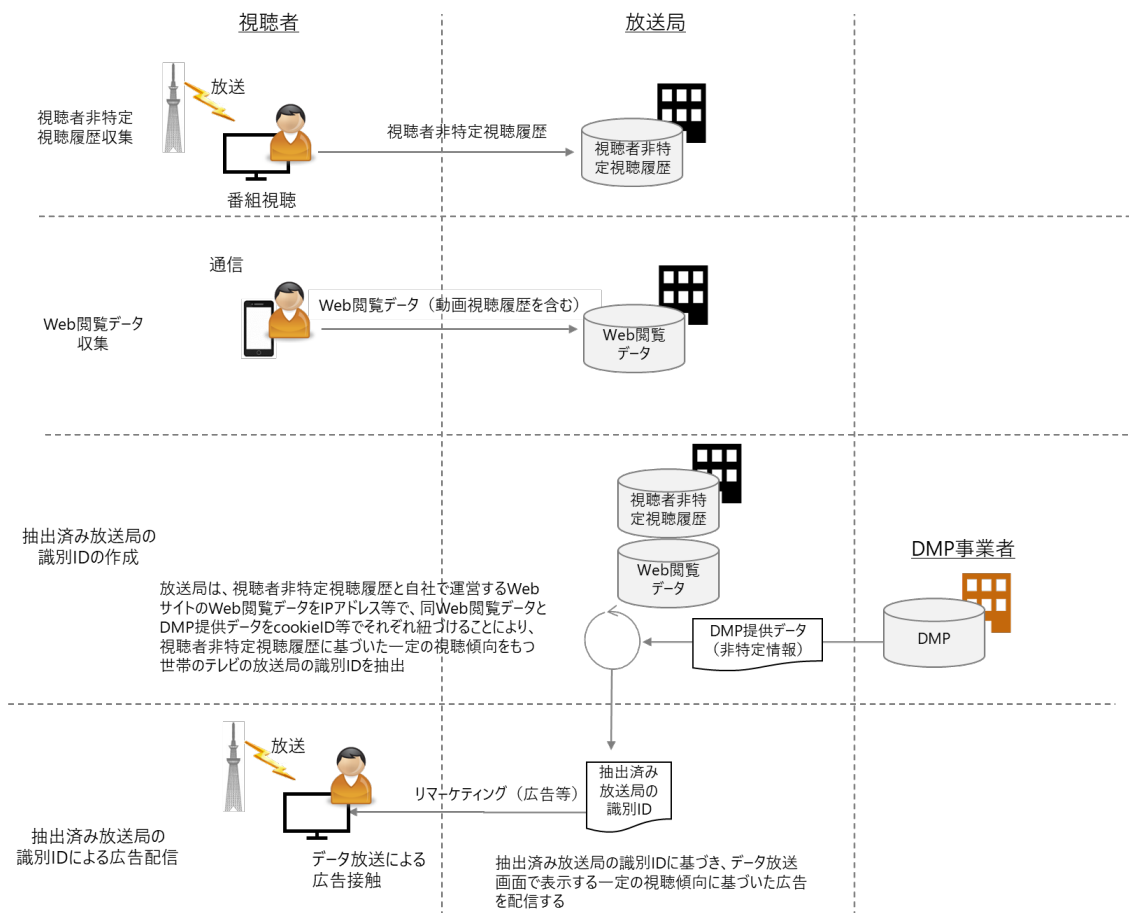 視聴者
放送局
放送
視聴者非特定
視聴履歴収集
視聴者非特定視聴履歴
視聴者非特
定視聴履歴
番組視聴
通信
Web閲覧データ（動画視聴履歴を含む）
Web閲覧データ
収集
Web閲覧
データ
視聴者非特
定視聴履歴
抽出済み放送局の
識別IDの作成
DMP事業者
Web閲覧
データ
放送局は、視聴者非特定視聴履歴と自社で運営するWeb
サイトのWeb閲覧データをIPアドレス等で、同Web閲覧データと
DMP提供データをcookieID等でそれぞれ紐づけることにより、
視聴者非特定視聴履歴に基づいた一定の視聴傾向をもつ
世帯のテレビの放送局の識別IDを抽出
DMP提供データ
（非特定情報）
DMP
放送
抽出済み
放送局の
識別ID
リマーケティング（広告等）
抽出済み放送局の
識別IDによる広告配信
データ放送による
広告接触
抽出済み放送局の識別IDに基づき、データ放送
画面で表示する一定の視聴傾向に基づいた広告
を配信する